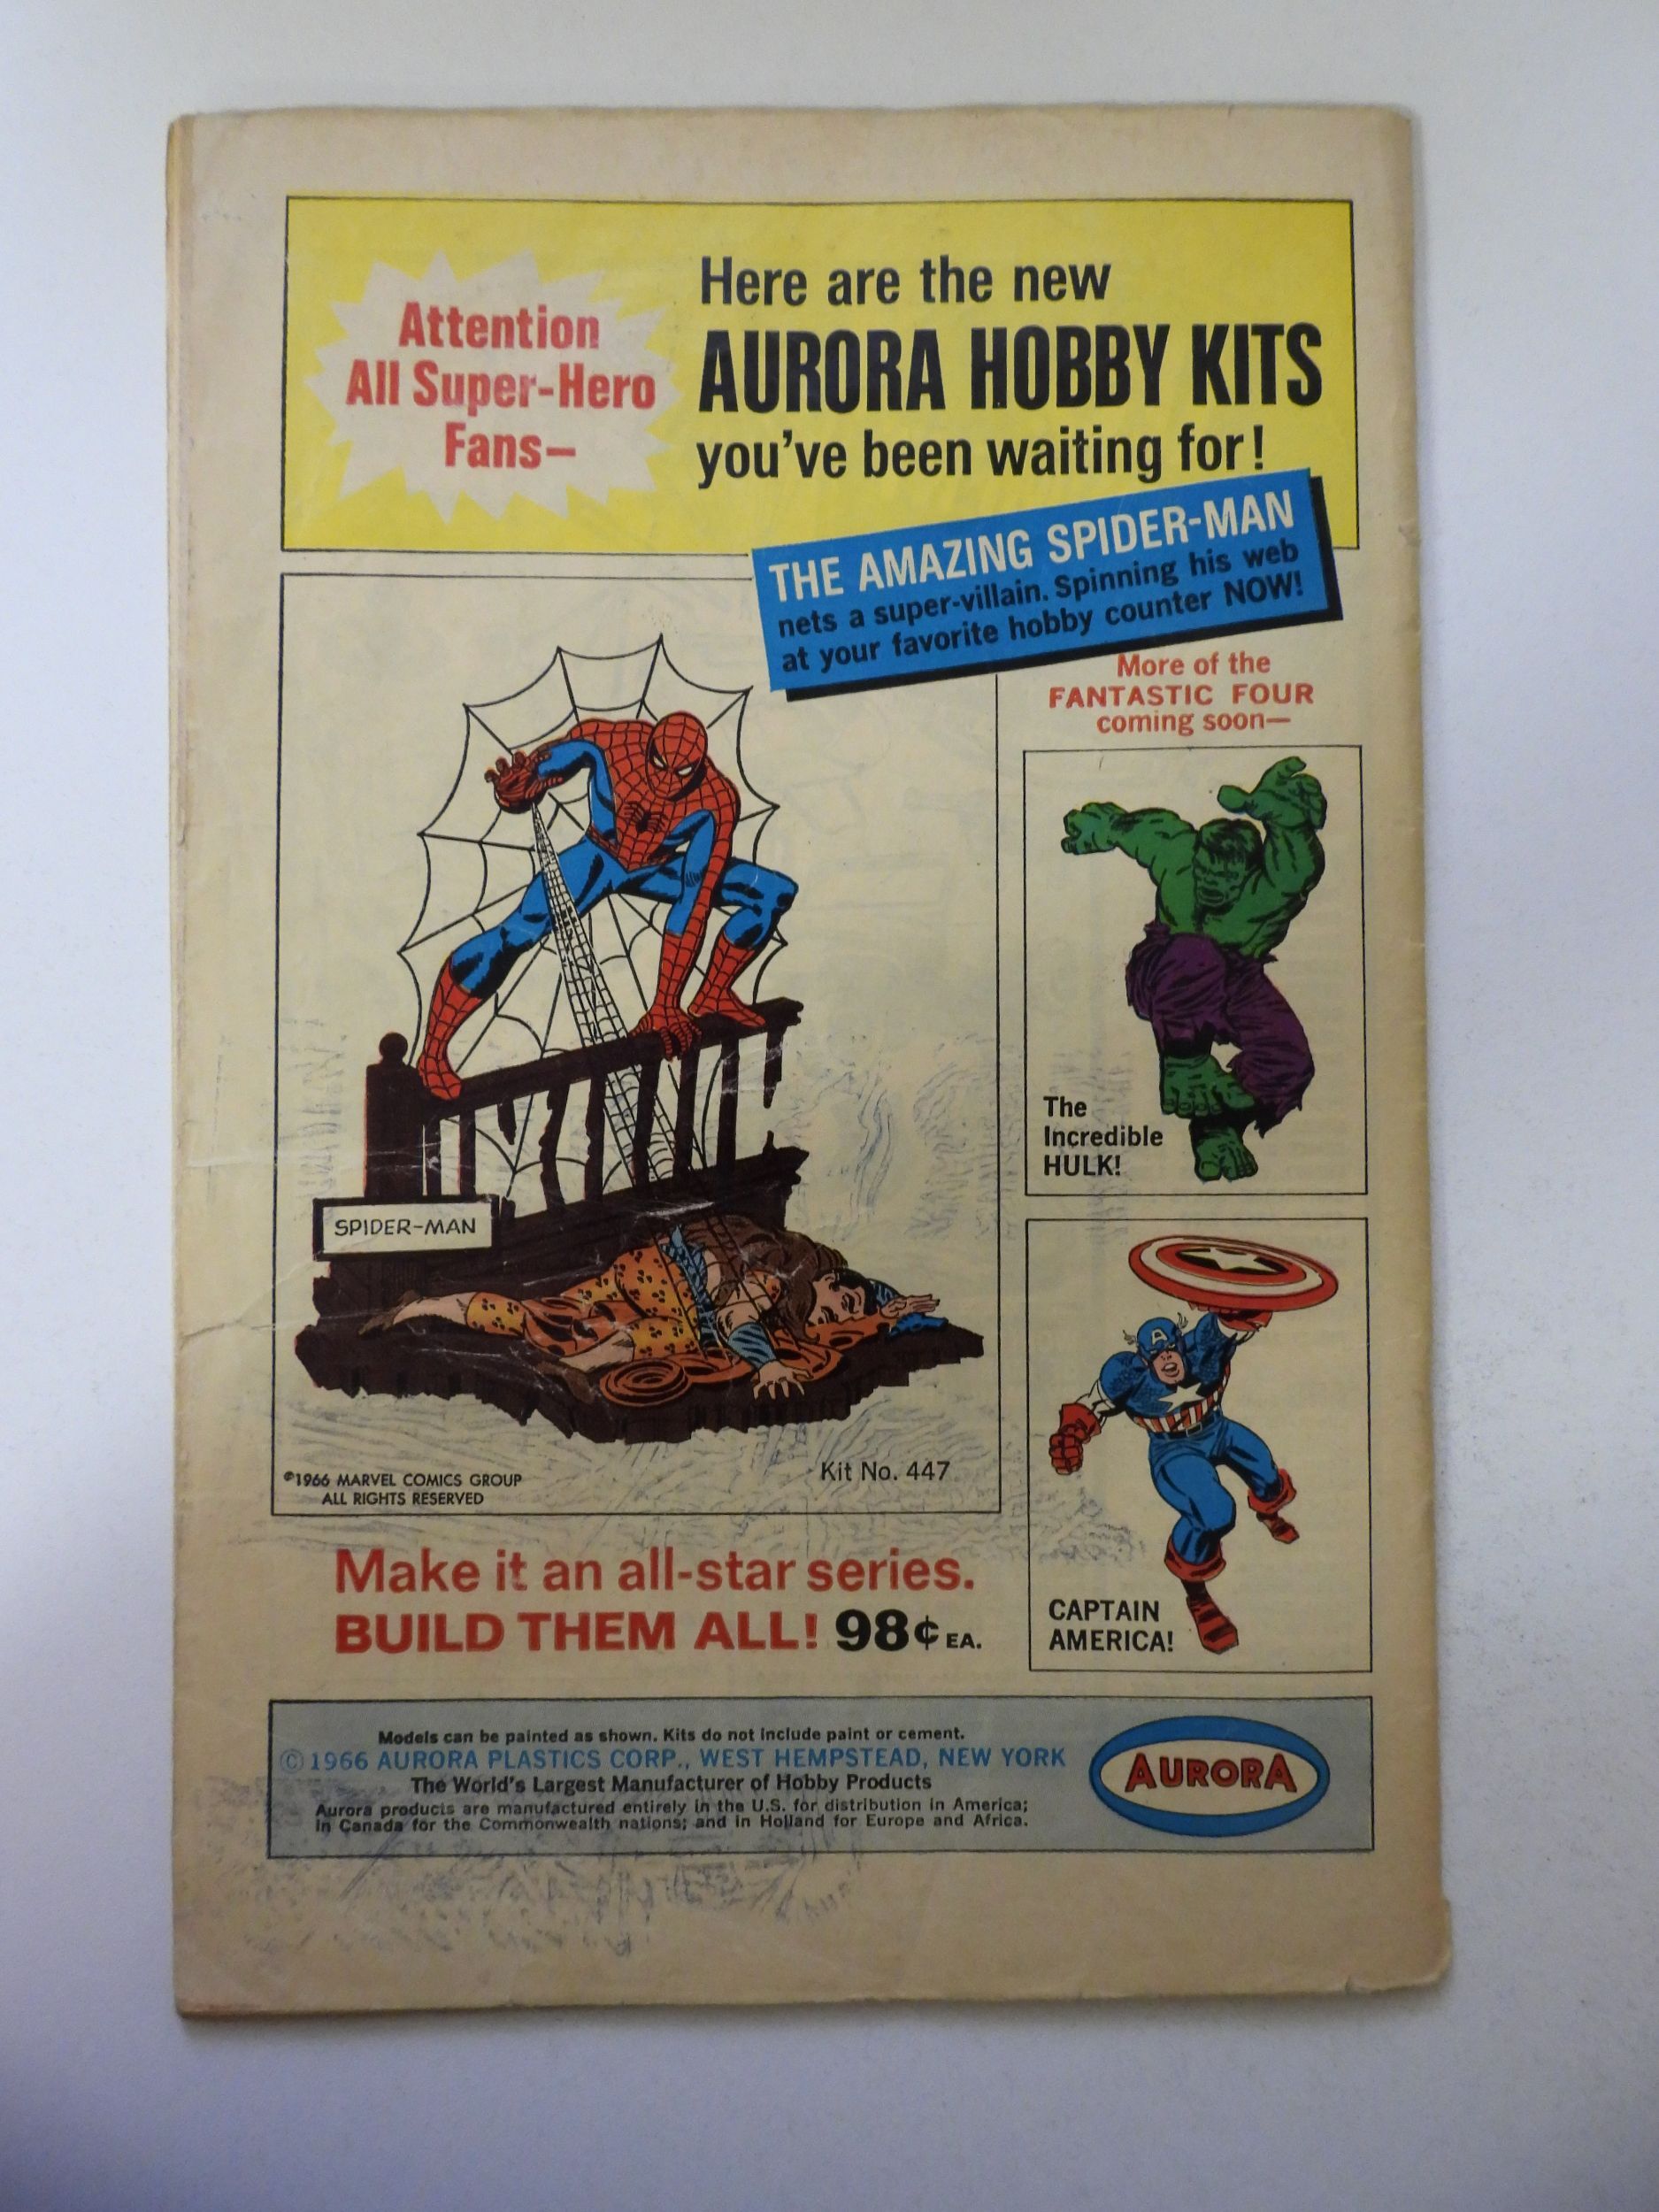 Attention
All Super-Hero
Fans—
Here are the new
AURORA HOBBY KITS
you've been waiting for!
THE AMAZING SPIDER-MAN
nets a super-villain. Spinning his web
at your favorite hobby counter NOW!
More of the
FANTASTIC FOUR
coming soon—
The
Incredible
HULK!
SPIDER-MAN
A
CAPTAIN
AMERICA!
©1966 MARVEL COMICS GROUP
ALL RIGHTS RESERVED
Kit No. 447
Make it an all-star series.
BUILD THEM ALL! 98¢ EA.
Models can be painted as shown. Kits do not include paint or cement.
© 1966 AURORA PLASTICS CORP., WEST HEMPSTEAD, NEW YORK
The World's Largest Manufacturer of Hobby Products
Aurora products are manufactured entirely in the U.S. for distribution in America;
in Canada for the Commonwealth nations; and in Holland for Europe and Africa.
AURORA